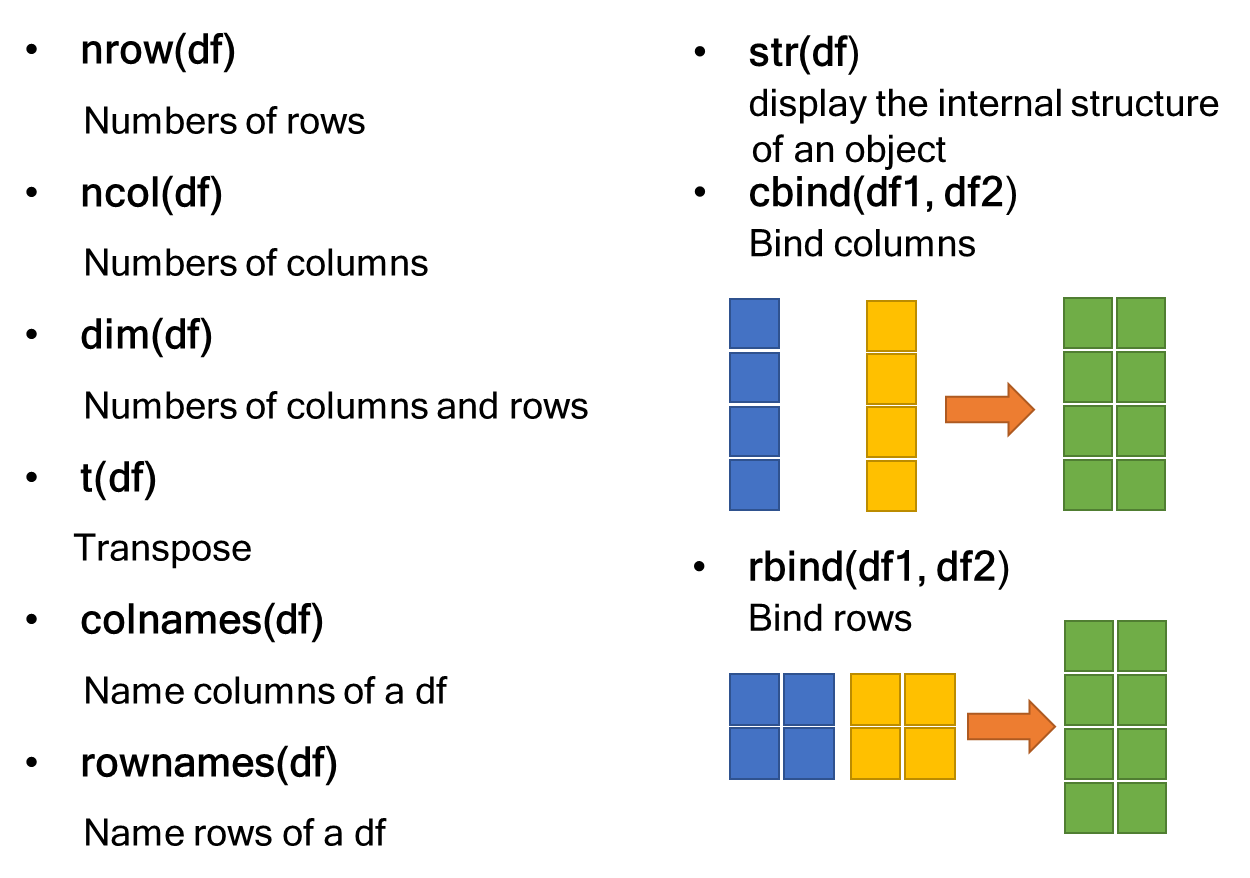 • nrow(df)
Numbers of rows
• ncol(df)
Numbers of columns
• dim(df)
Numbers of columns and rows
• t(df)
Transpose
• colnames(df)
Name columns of a df
• rownames(df)
Name rows of a df
• str(df)
display the internal structure
of an object
• cbind(df1, df2)
Bind columns
• rbind(df1, df2)
Bind rows